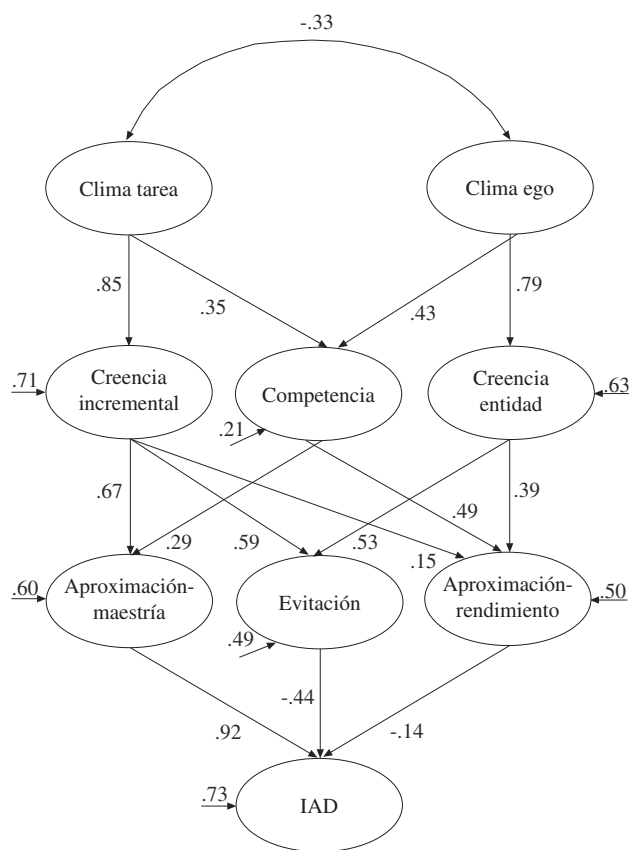 -.33
Clima tarea
Clima ego
.85
.35
.43
.79
.71
Creencia
incremental
Competencia
Creencia
entidad
.63
.21
.67
.29
.59
.53
.15
.49
.39
.60
Aproximación-
maestría
Evitación
Aproximación-
rendimiento
.50
.49
.92
-.44
-.14
.73
IAD